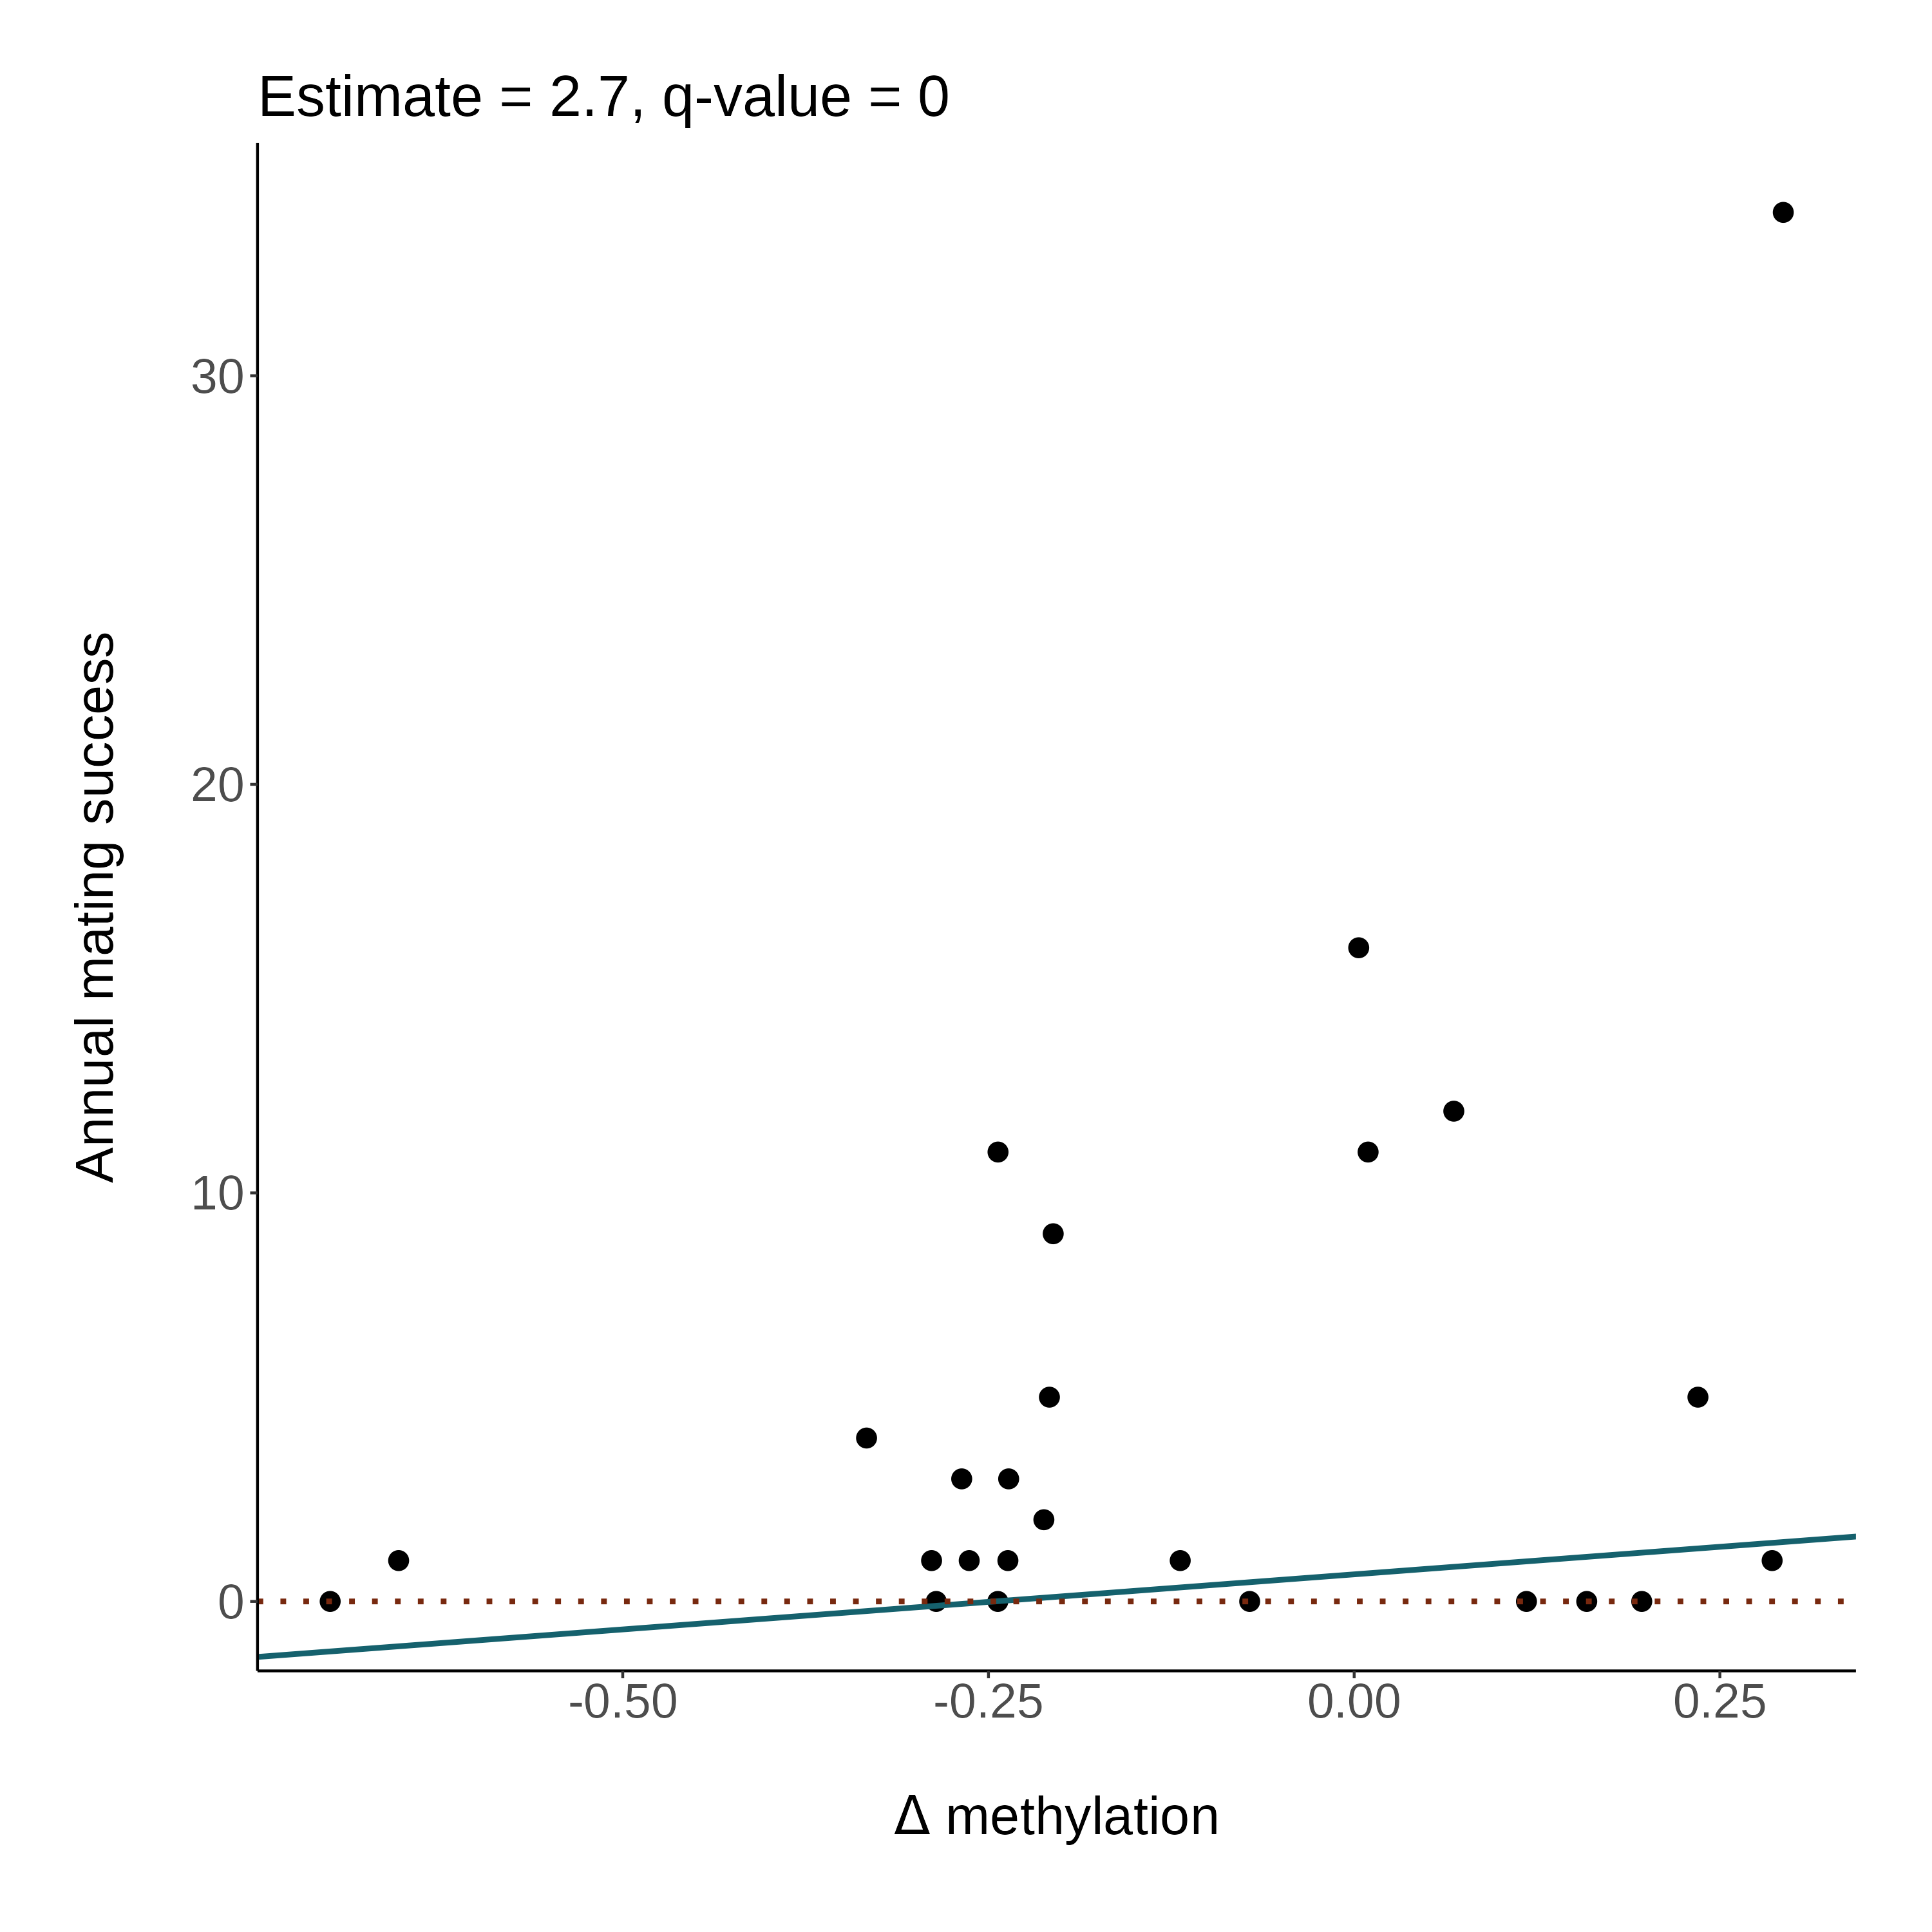 Estimate = 2.7, q-value = 0
Annual mating success
30
20
10
0
-0.50 -0.25 0.00 0.25
Δ methylation